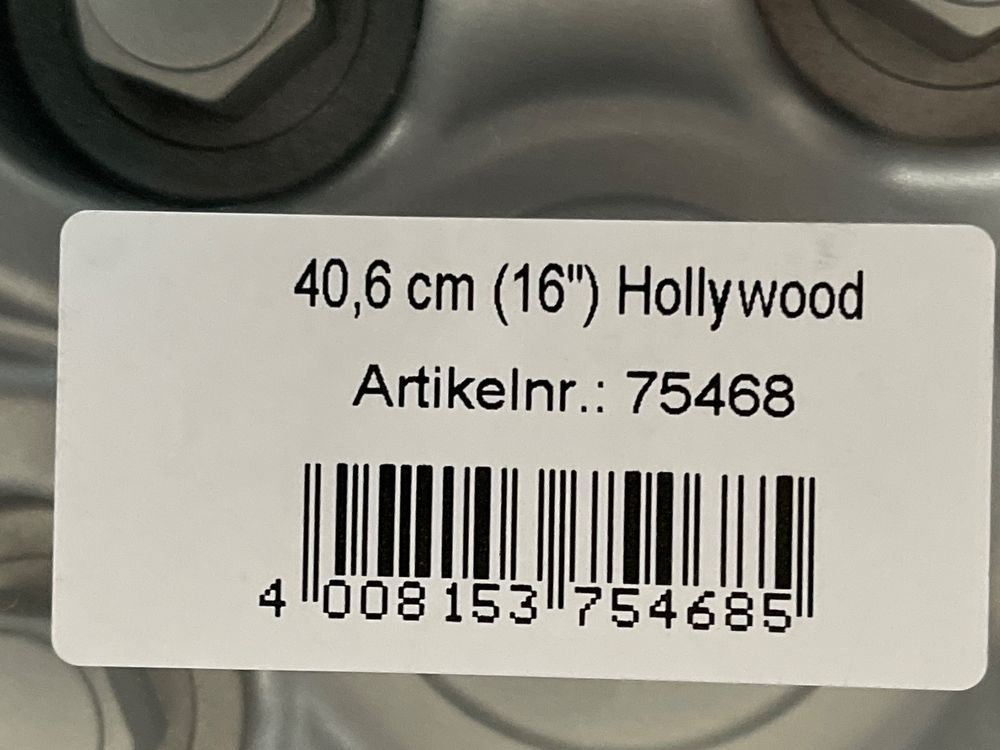 40,6 cm (16") Hollywood
Artikelnr.: 75468
4 008153 754685